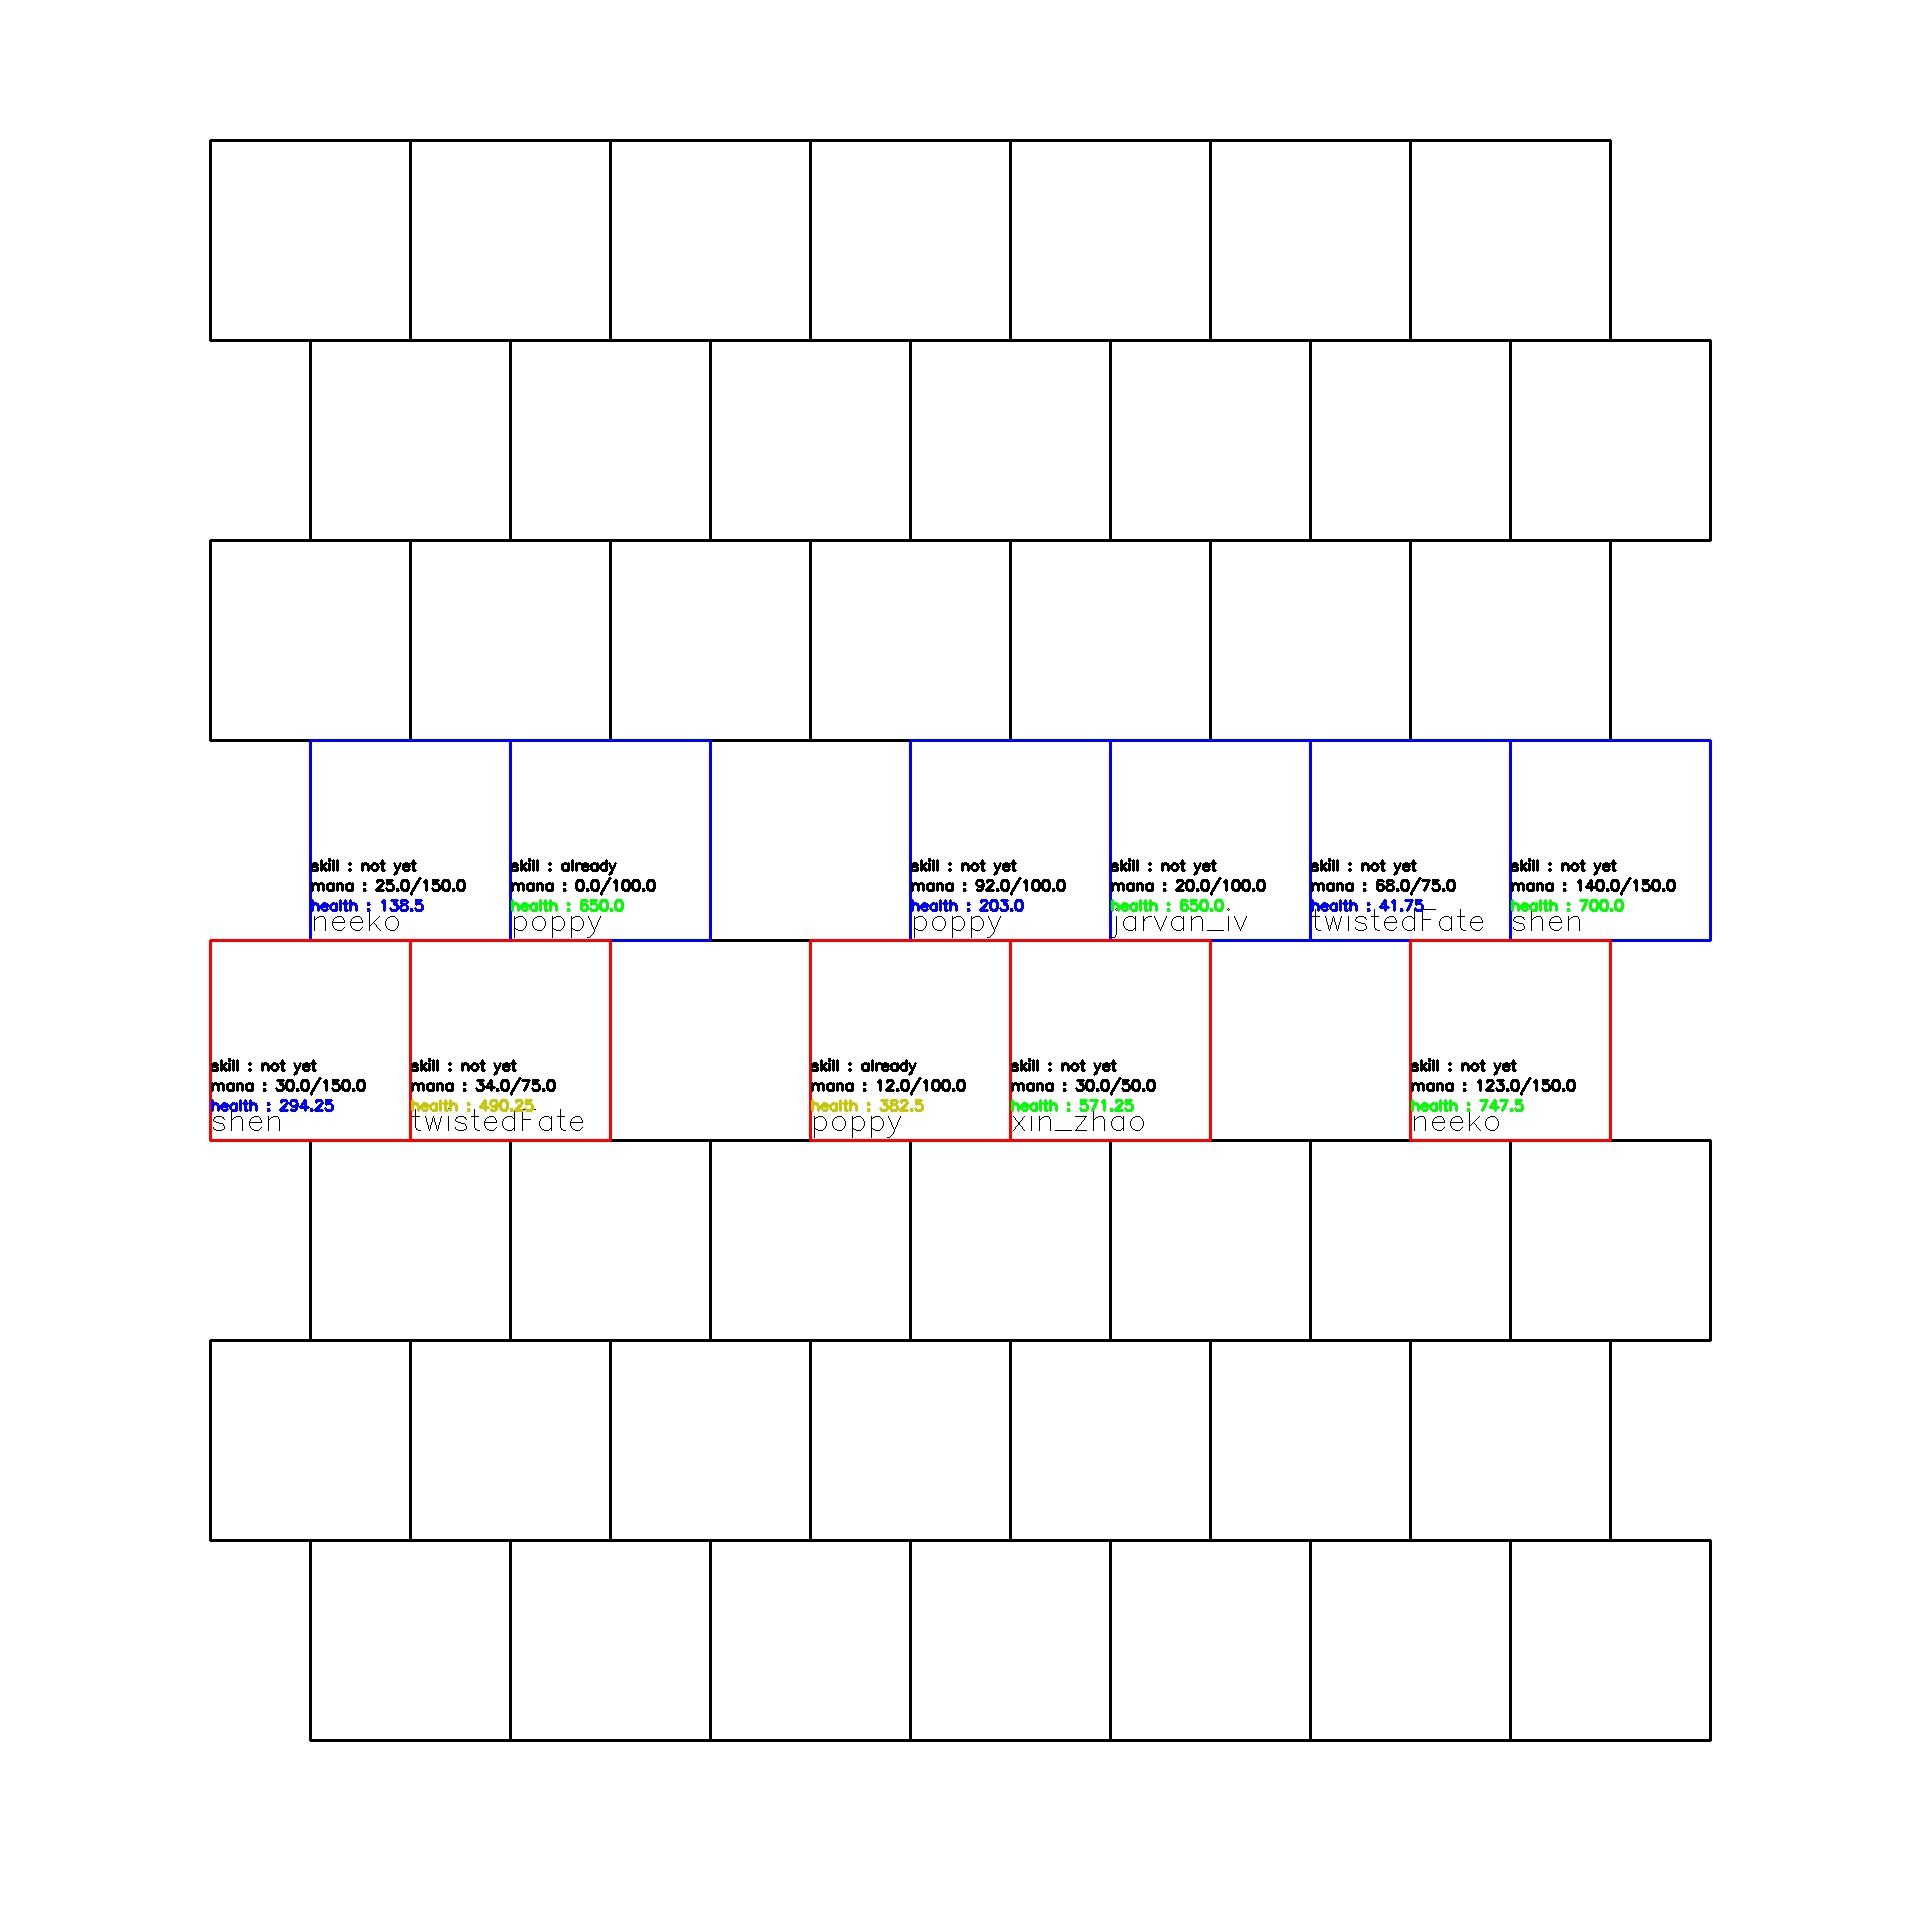 skill : not yet
mana : 25.0/150.0
health : 138.5
neeko
skill : already
mana : 0.0/100.0
health : 650.0
poppy
skill : not yet
mana : 92.0/100.0
health : 203.0
poppy
skill : not yet
mana : 20.0/100.0
health : 650.0
jarvan_iv
skill : not yet
mana : 68.0/75.0
health : 41.75
twistedFate
skill : not yet
mana : 140.0/150.0
health : 700.0
shen
skill : not yet
mana : 30.0/150.0
health : 294.25
shen
skill : not yet
mana : 34.0/75.0
health : 490.25
twistedFate
skill : already
mana : 12.0/100.0
health : 382.5
poppy
skill : not yet
mana : 30.0/50.0
health : 571.25
xin_zhao
skill : not yet
mana : 123.0/150.0
health : 747.5
neeko